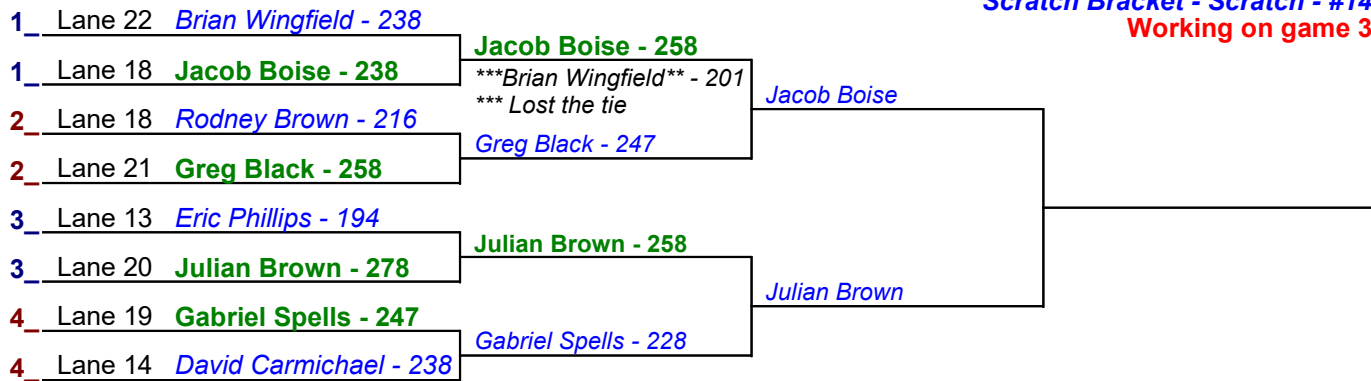 Scratch Bracket - Scratch - #14
Working on game 3
1_ Lane 22 Brian Wingfield - 238
1_ Lane 18 Jacob Boise - 238
2_ Lane 18 Rodney Brown - 216
2_ Lane 21 Greg Black - 258
3_ Lane 13 Eric Phillips - 194
3_ Lane 20 Julian Brown - 278
4_ Lane 19 Gabriel Spells - 247
4_ Lane 14 David Carmichael - 238
Jacob Boise - 258
***Brian Wingfield** - 201
*** Lost the tie
Greg Black - 247
Julian Brown - 258
Gabriel Spells - 228
Jacob Boise
Julian Brown